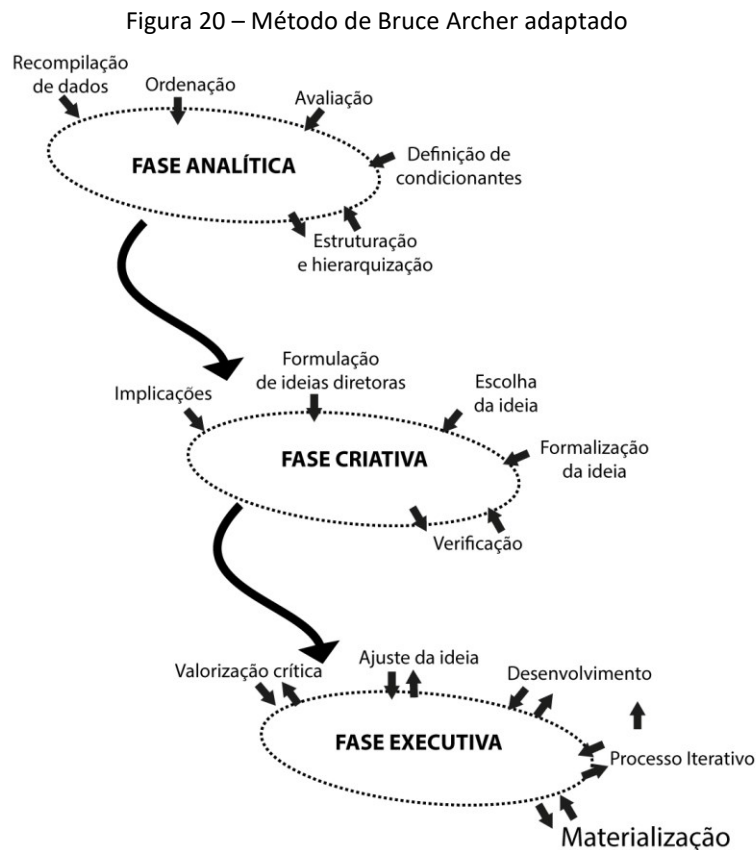 Figura 20 – Método de Bruce Archer adaptado
Recompilação
de dados
Ordenação
Avaliação
FASE ANALÍTICA
Definição de
condicionantes
Estruturação
e hierarquização
Formulação
de ideias diretoras
Implicações
Escolha
da ideia
FASE CRIATIVA
Formalização
da ideia
Verificação
Valorização crítica
Ajuste da ideia
Desenvolvimento
FASE EXECUTIVA
Processo Iterativo
Materialização